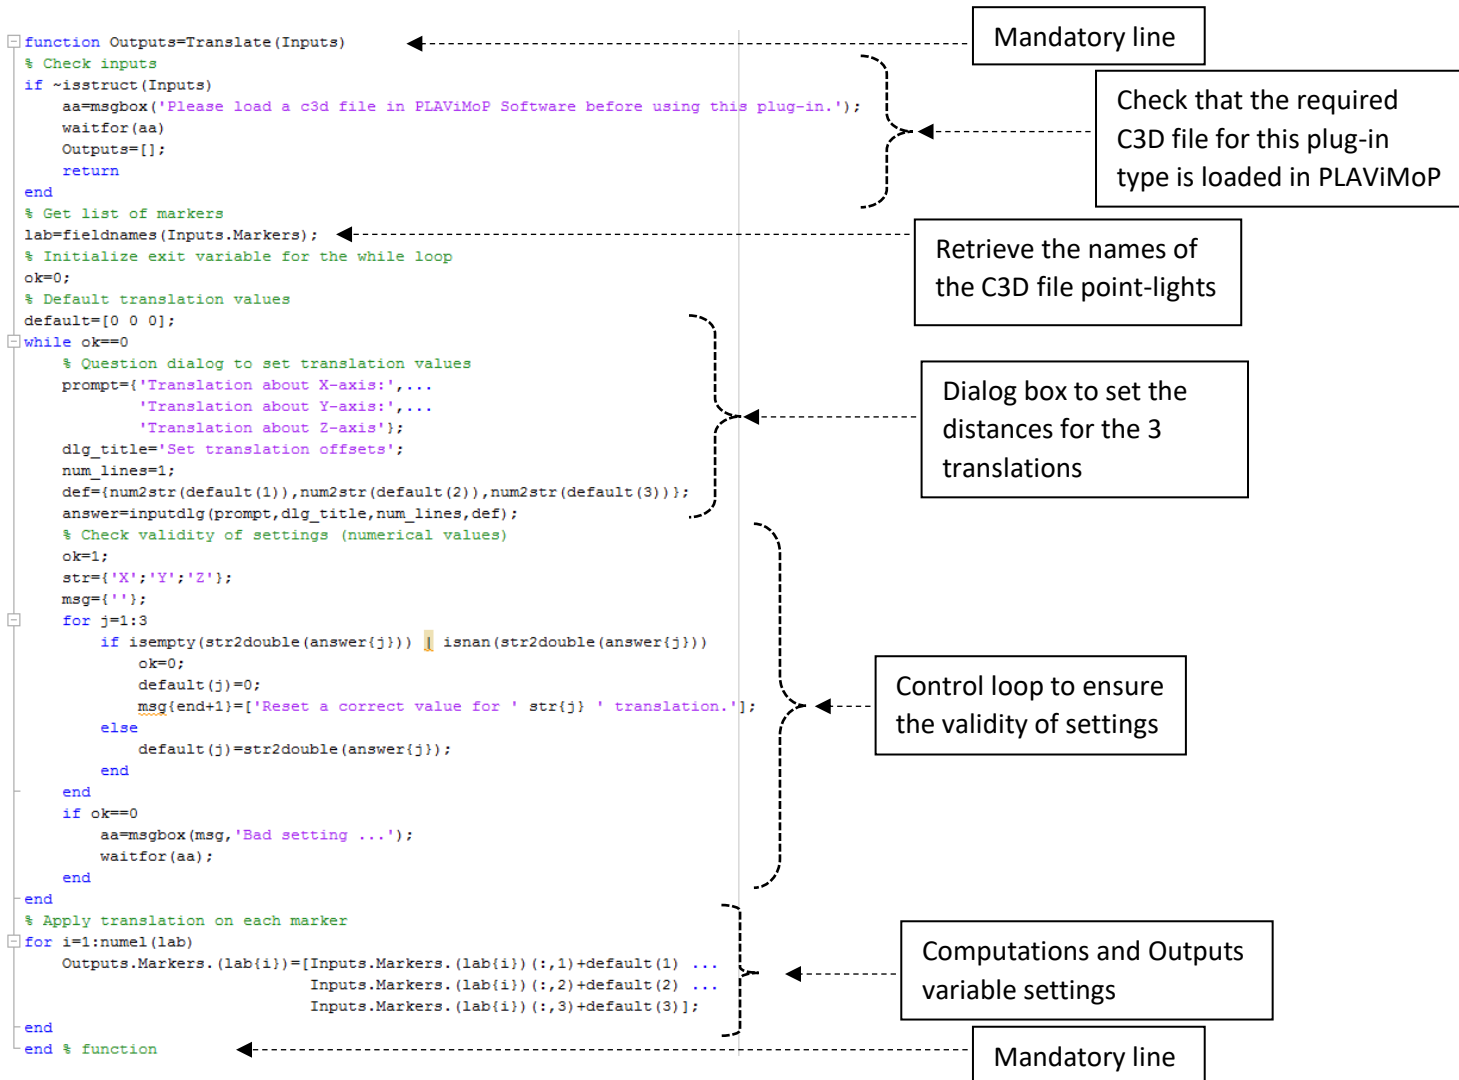 function Outputs=Translate(Inputs)
% Check inputs
if ~isstruct(Inputs)
    aa=msgbox('Please load a c3d file in PLAViMoP Software before using this plug-in.');
    waitfor(aa)
    Outputs=[];
    return
end
% Get list of markers
lab=fieldnames(Inputs.Markers);
% Initialize exit variable for the while loop
ok=0;
% Default translation values
default=[0 0 0];
while ok==0
    % Question dialog to set translation values
    prompt={'Translation about X-axis:',...
            'Translation about Y-axis:',...
            'Translation about Z-axis'};
    dlg_title='Set translation offsets';
    num_lines=1;
    def={num2str(default(1)),num2str(default(2)),num2str(default(3))};
    answer=inputdlg(prompt,dlg_title,num_lines,def);
    % Check validity of settings (numerical values)
    ok=1;
    str={'X';'Y';'Z'};
    msg={''};
    for j=1:3
        if isempty(str2double(answer{j})) | isnan(str2double(answer{j}))
            ok=0;
            default(j)=0;
            msg{end+1}=['Reset a correct value for ' str{j} ' translation.'];
        else
            default(j)=str2double(answer{j});
        end
    end
    if ok==0
        aa=msgbox(msg,'Bad setting ...');
        waitfor(aa);
    end
end
% Apply translation on each marker
for i=1:numel(lab)
    Outputs.Markers.(lab{i})=[Inputs.Markers.(lab{i})(:,1)+default(1) ...
                              Inputs.Markers.(lab{i})(:,2)+default(2) ...
                              Inputs.Markers.(lab{i})(:,3)+default(3)];
end
end % function
Mandatory line
Check that the required
C3D file for this plug-in
type is loaded in PLAViMoP
Retrieve the names of
the C3D file point-lights
Dialog box to set the
distances for the 3
translations
Control loop to ensure
the validity of settings
Computations and Outputs
variable settings
Mandatory line